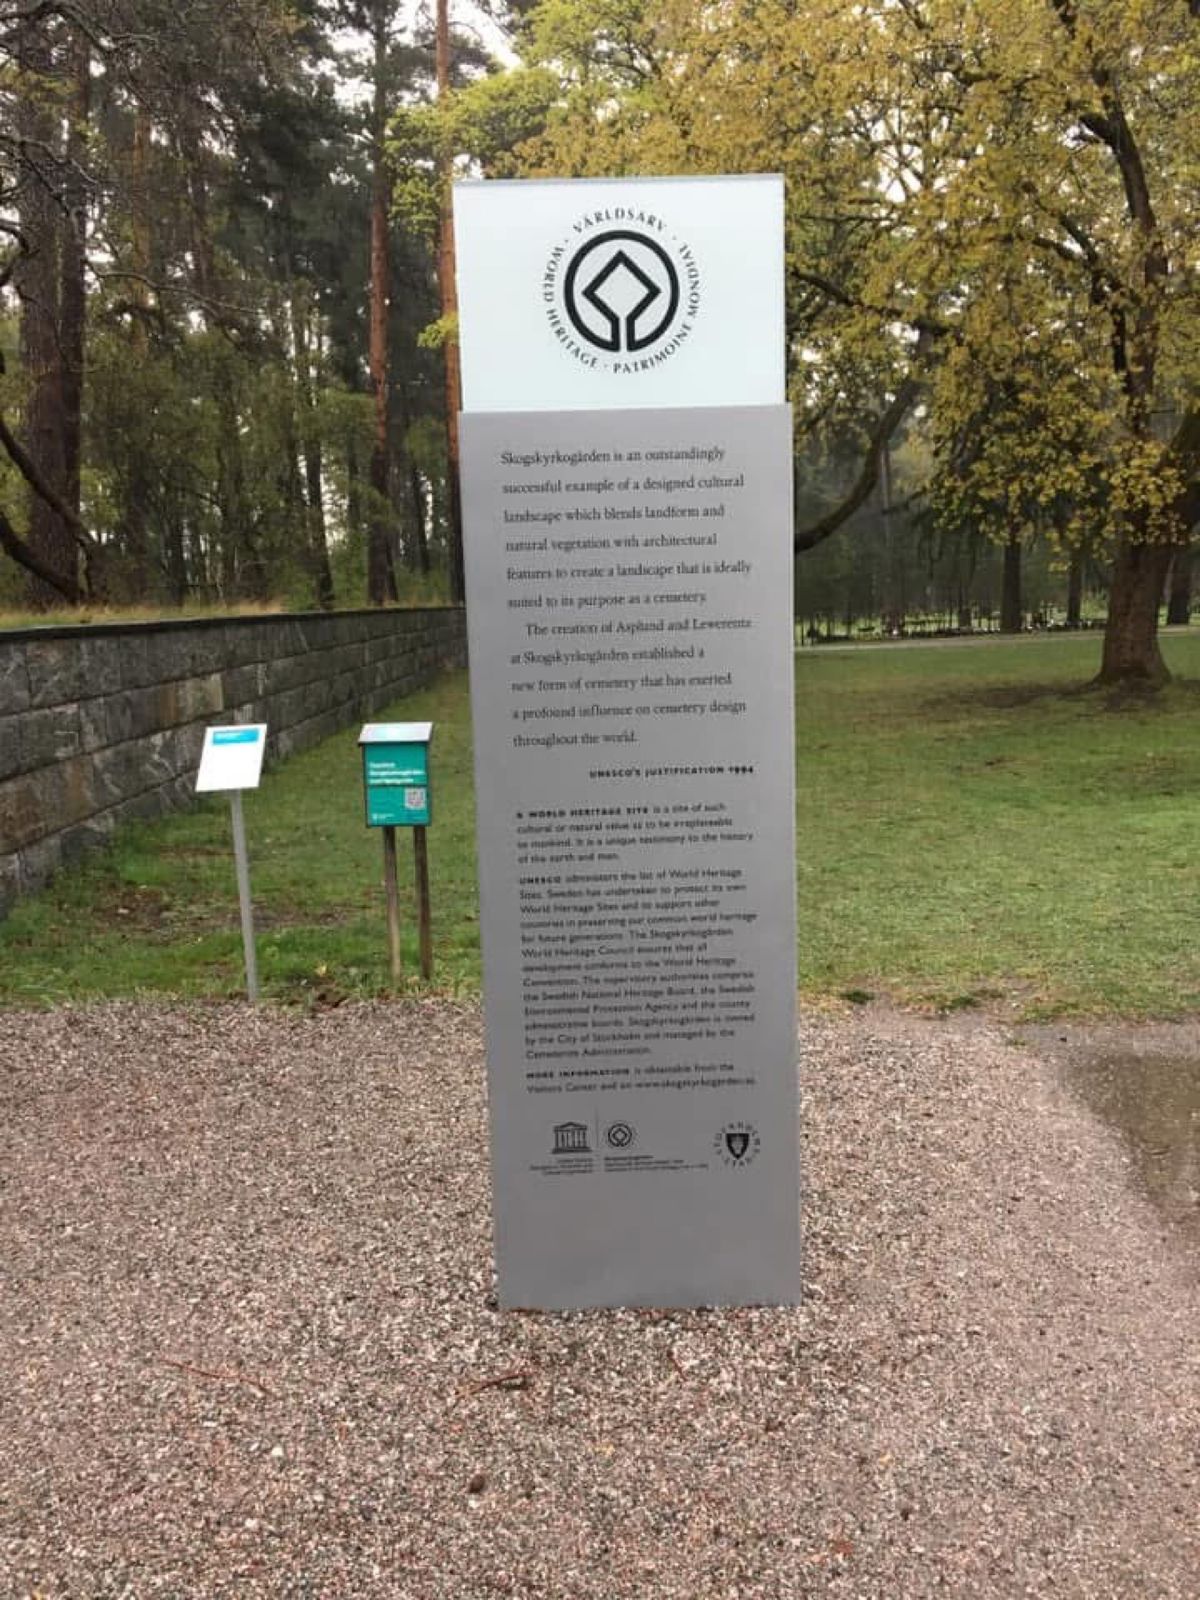 VÄRLDSARV · PATRIMOINE MONDIAL · WORLD HERITAGE ·
Skogskyrkogården is an outstandingly
successful example of a designed cultural
landscape which blends landform and
natural vegetation with architectural
features to create a landscape that is ideally
suited to its purpose as a cemetery.
The creation of Asplund and Lewerentz
at Skogskyrkogården established a
new form of cemetery that has exerted
a profound influence on cemetery design
throughout the world.
UNESCO'S JUSTIFICATION 1994
A WORLD HERITAGE SITE is a site of such
cultural or natural value as to be irreplaceable
to mankind. It is a unique testimony to the history
of the earth and man.
UNESCO administers the list of World Heritage
Sites. Sweden has undertaken to protect its own
World Heritage Sites and to support other
countries in preserving our common world heritage
for future generations. The Skogskyrkogården
World Heritage Council ensures that all
development conforms to the World Heritage
Convention. The supervisory authorities comprise
the Swedish National Heritage Board, the Swedish
Environmental Protection Agency and the county
administrative boards. Skogskyrkogården is owned
by the City of Stockholm and managed by the
Cemeteries Administration.
MORE INFORMATION is obtainable from the
Visitors Center and on www.skogskyrkogarden.se
UNESCO
STOCKHOLMS STAD